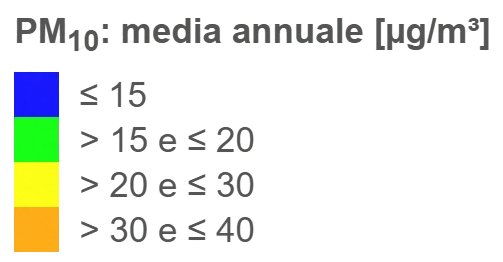 PM₁₀: media annuale [µg/m³]
≤ 15
> 15 e ≤ 20
> 20 e ≤ 30
> 30 e ≤ 40